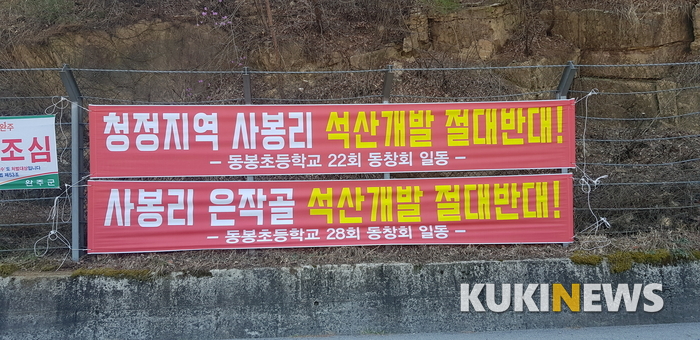 완주
조심
완주군
청정지역 사봉리 석산개발 절대반대!
- 동봉초등학교 22회 동창회 일동 -
사봉리 은작골 석산개발 절대반대!
- 동봉초등학교 28회 동창회 일동 -
KUKINEWS